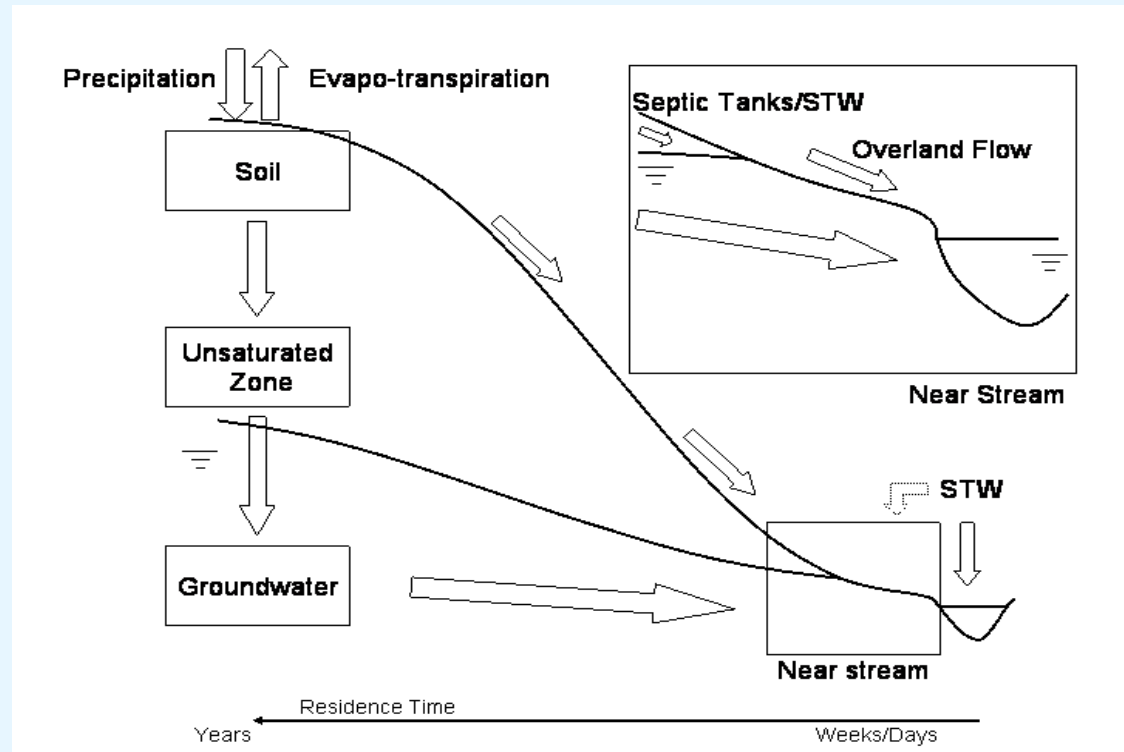 Precipitation
Evapo-transpiration
Soil
Unsaturated
Zone
Groundwater
Septic Tanks/STW
Overland Flow
Near Stream
STW
Near stream
Residence Time
Years
Weeks/Days